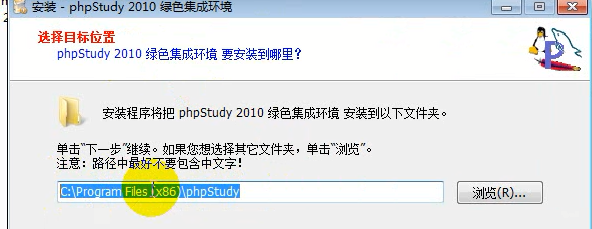 安装 - phpStudy 2010 绿色集成环境
选择目标位置
phpStudy 2010 绿色集成环境 要安装到哪里?
安装程序将把 phpStudy 2010 绿色集成环境 安装到以下文件夹。
单击“下一步”继续。如果您想选择其它文件夹，单击“浏览”。
注意：路径中最好不要包含中文字！
C:\Program Files (x86)\phpStudy
浏览(R)...